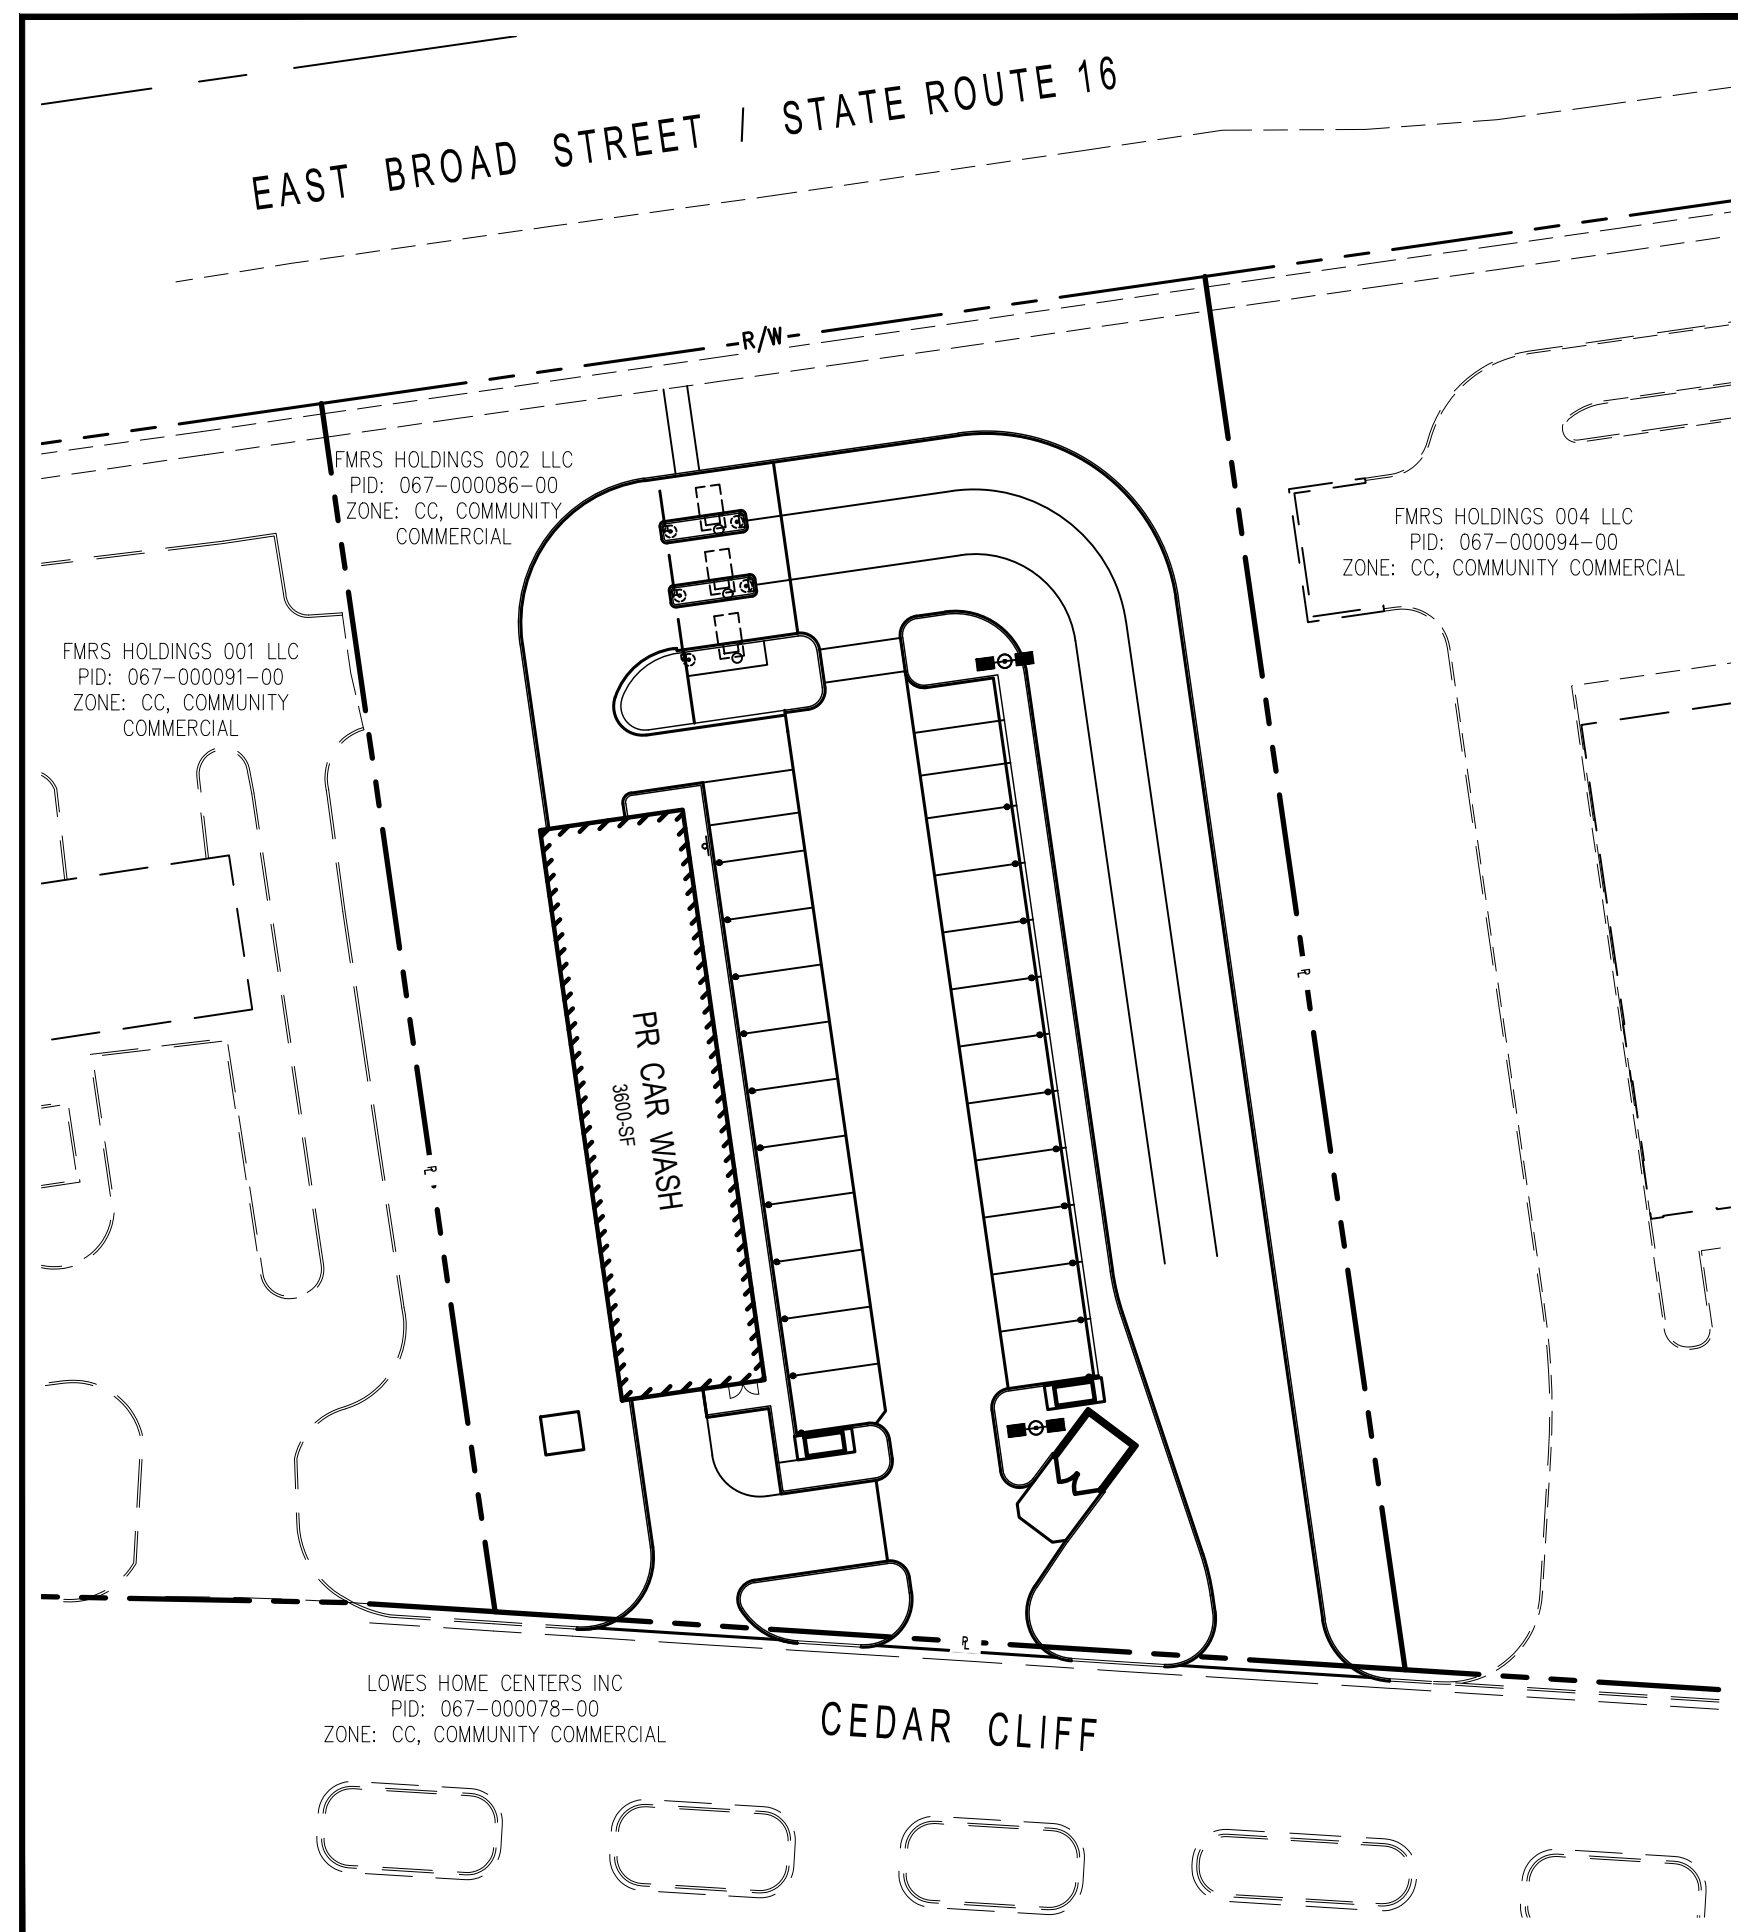 EAST BROAD STREET / STATE ROUTE 16
R/W
FMRS HOLDINGS 002 LLC
PID: 067-000086-00
ZONE: CC, COMMUNITY
COMMERCIAL
FMRS HOLDINGS 004 LLC
PID: 067-000094-00
ZONE: CC, COMMUNITY COMMERCIAL
FMRS HOLDINGS 001 LLC
PID: 067-000091-00
ZONE: CC, COMMUNITY
COMMERCIAL
PL
PR CAR WASH
3600-SF
PL
PL
LOWES HOME CENTERS INC
PID: 067-000078-00
ZONE: CC, COMMUNITY COMMERCIAL
CEDAR CLIFF